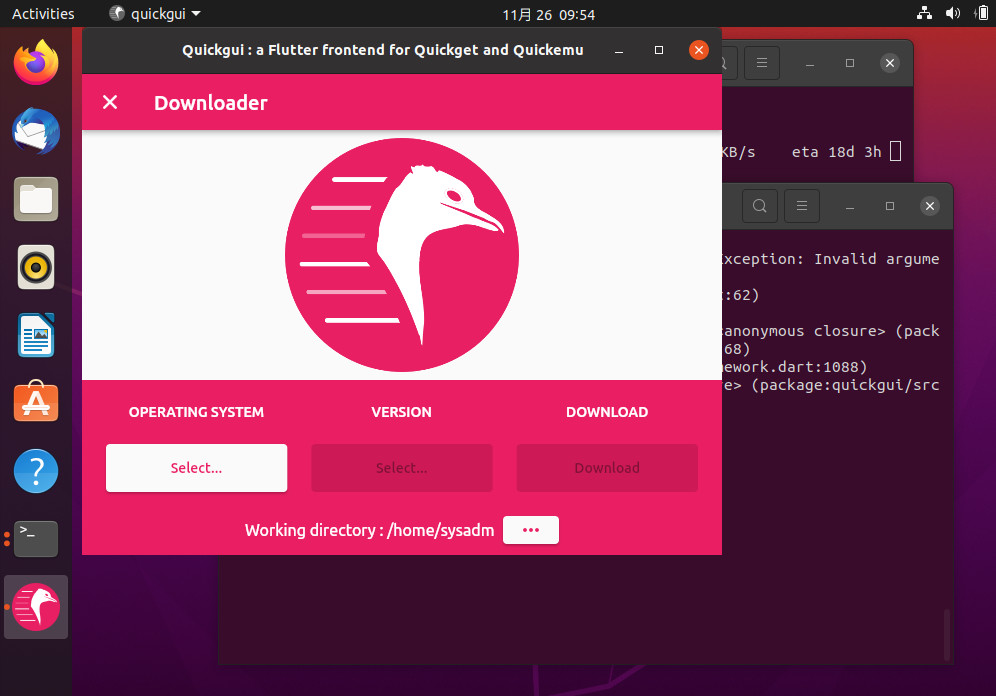 Activities
quickgui
11月 26 09:54
Quickgui : a Flutter frontend for Quickget and Quickemu
Downloader
KB/s eta 18d 3h
Exception: Invalid argume
:62)
<anonymous closure> (pack
68)
ework.dart:1088)
e> (package:quickgui/src
OPERATING SYSTEM
VERSION
DOWNLOAD
Select...
Select...
Download
Working directory : /home/sysadm
...
>_
?